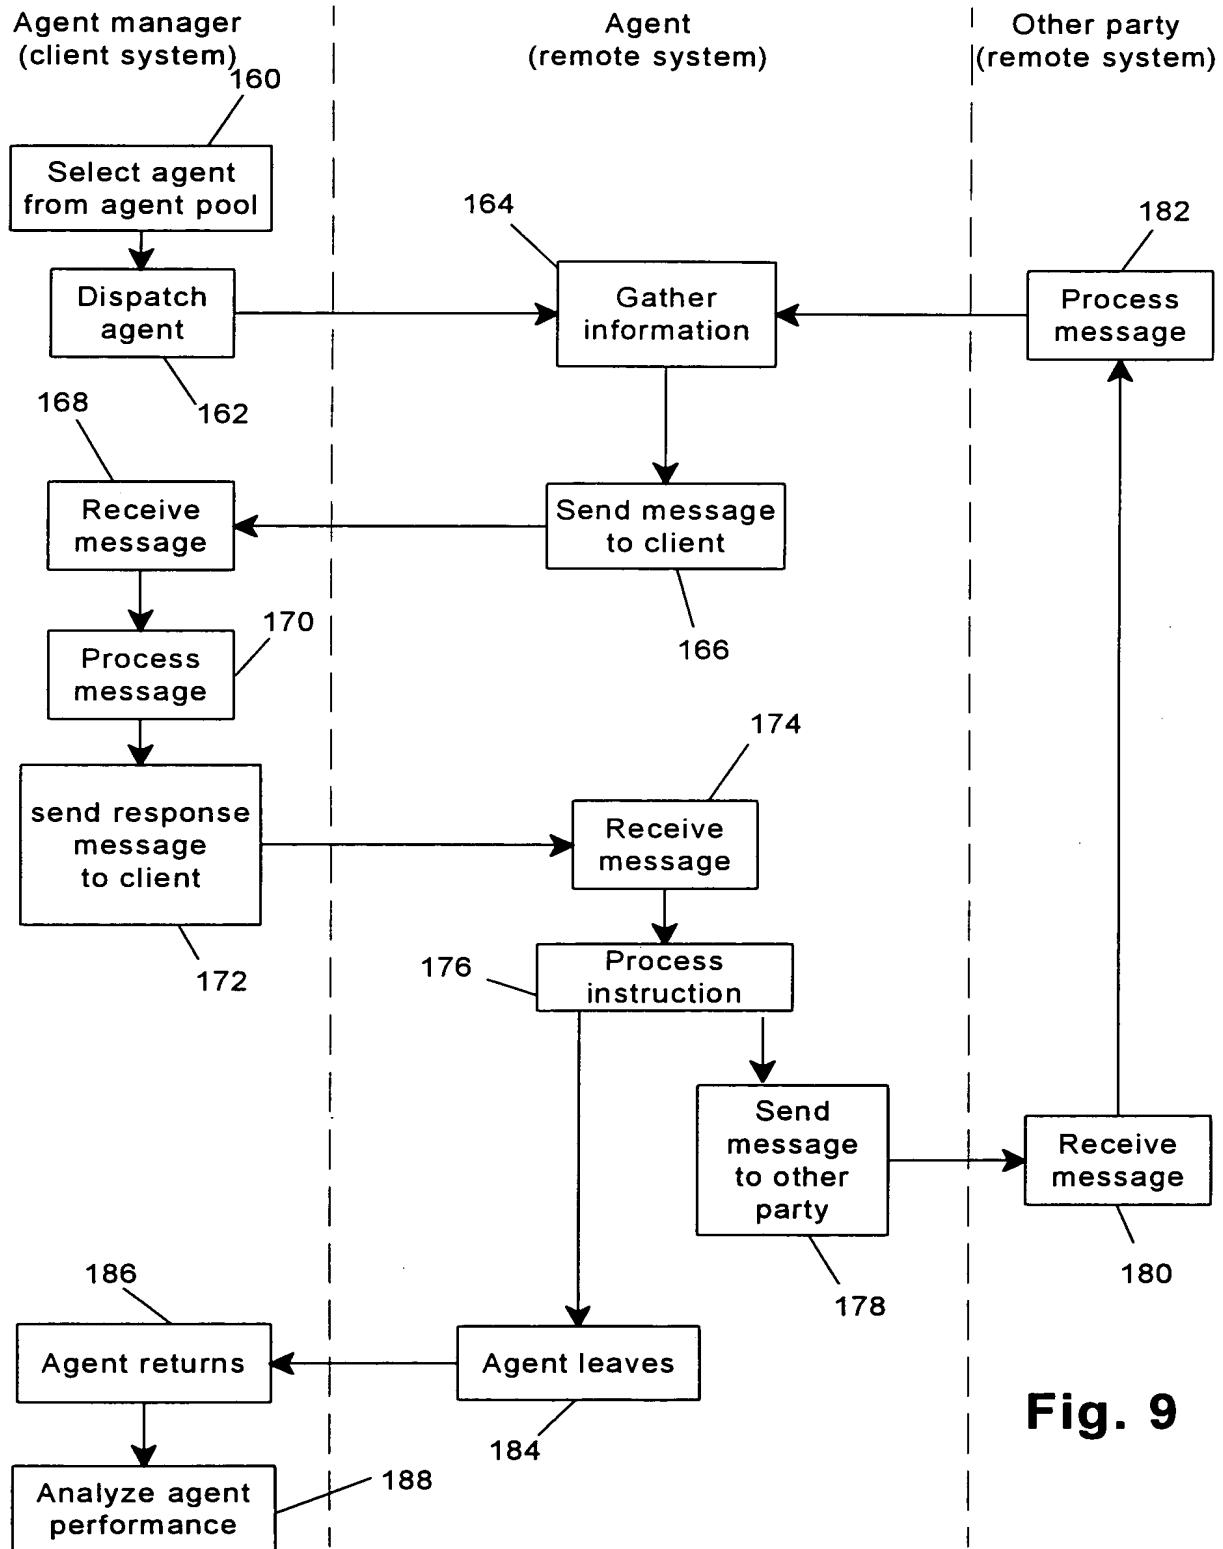 Agent manager
(client system)
Agent
(remote system)
Other party
(remote system)
160
Select agent
from agent pool
164
182
Dispatch
agent
Gather
information
Process
message
168
162
Receive
message
Send message
to client
170
166
Process
message
174
send response
message
to client
Receive
message
172
176
Process
instruction
Send
message
to other
party
Receive
message
186
178
180
Agent returns
Agent leaves
Fig. 9
184
188
Analyze agent
performance